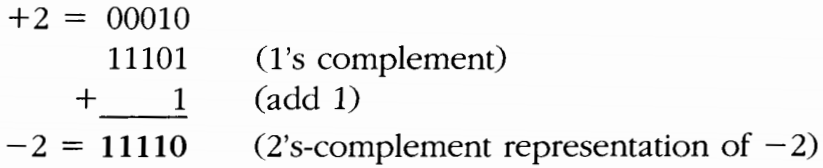 +2 = 00010
11101 (1's complement)
+ 1 (add 1)
−2 = 11110 (2's-complement representation of −2)